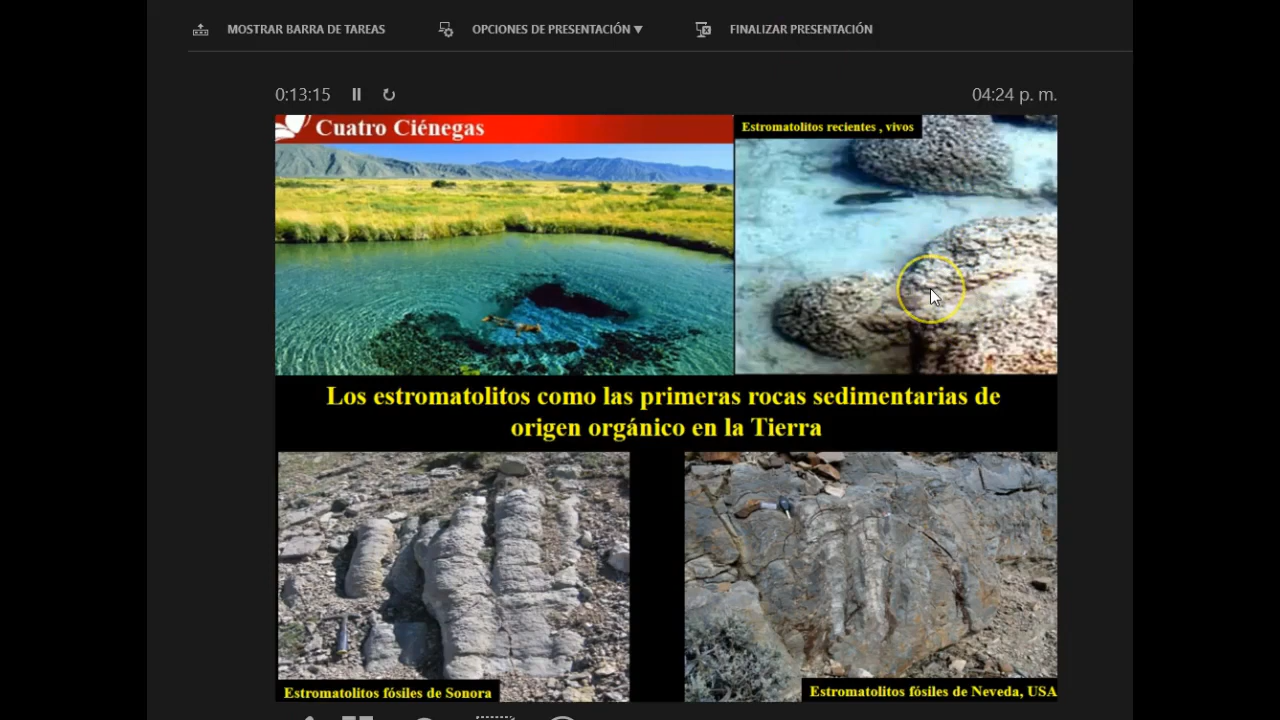 MOSTRAR BARRA DE TAREAS
OPCIONES DE PRESENTACIÓN ▼
FINALIZAR PRESENTACIÓN
0:13:15
04:24 p. m.
Cuatro Ciénegas
Estromatolitos recientes , vivos
Los estromatolitos como las primeras rocas sedimentarias de
origen orgánico en la Tierra
Estromatolitos fósiles de Sonora
Estromatolitos fósiles de Neveda, USA